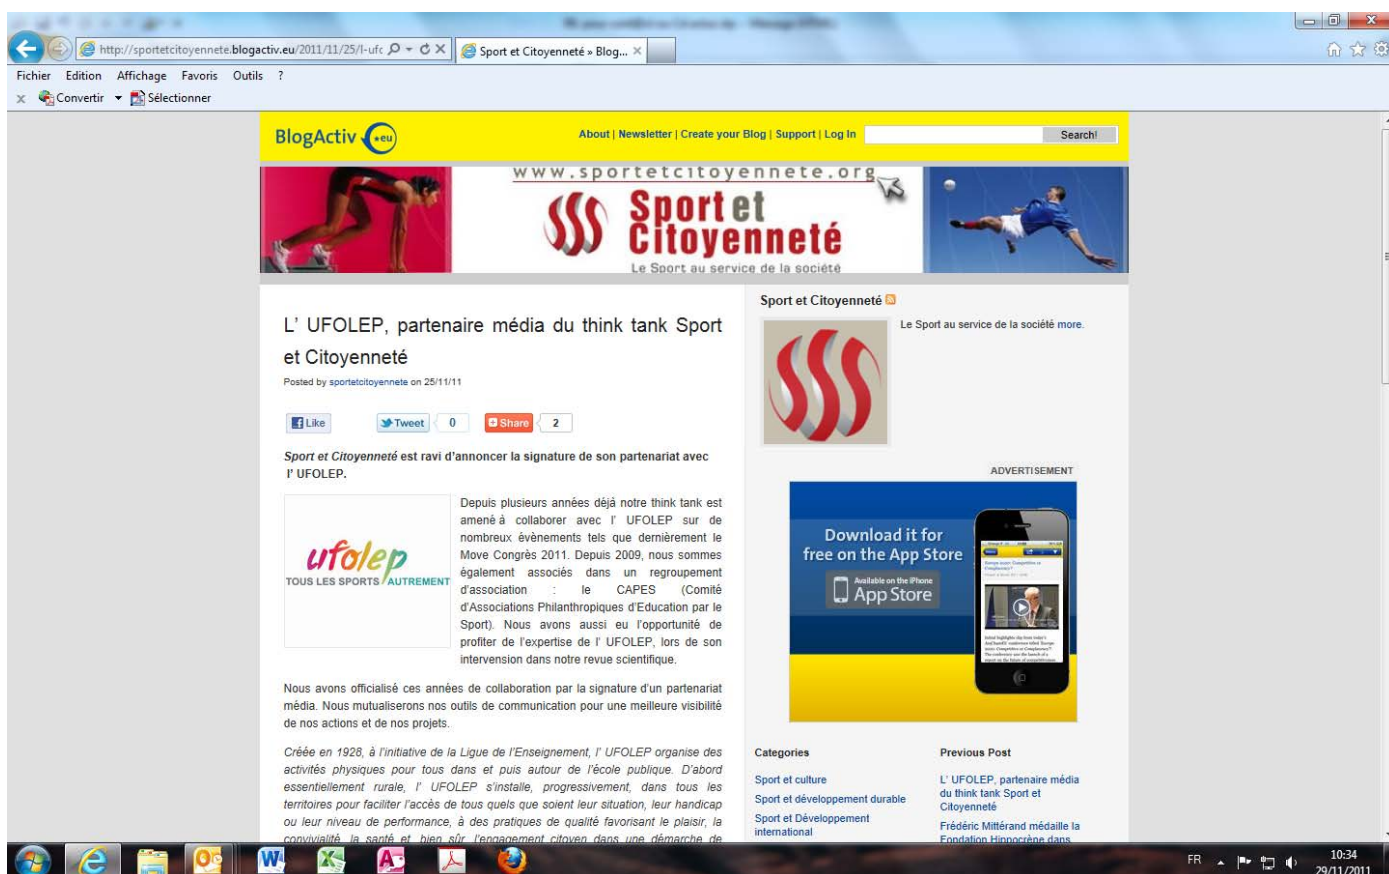 http://sportetcitoyennete.blogactiv.eu/2011/11/25/l-ufc
Sport et Citoyenneté » Blog...
Fichier Edition Affichage Favoris Outils ?
x Convertir Sélectionner
BlogActiv .eu
About | Newsletter | Create your Blog | Support | Log In
Search!
www.sportetcitoyennete.org
Sport et
Citoyenneté
Le Sport au service de la société
L' UFOLEP, partenaire média du think tank Sport
et Citoyenneté
Posted by sportetcitoyennete on 25/11/11
Like
Tweet 0
Share 2
Sport et Citoyenneté est ravi d'annoncer la signature de son partenariat avec
l' UFOLEP.
ufolep
TOUS LES SPORTS AUTREMENT
Depuis plusieurs années déjà notre think tank est
amené à collaborer avec l' UFOLEP sur de
nombreux évènements tels que dernièrement le
Move Congrès 2011. Depuis 2009, nous sommes
également associés dans un regroupement
d'association : le CAPES (Comité
d'Associations Philanthropiques d'Education par le
Sport). Nous avons aussi eu l'opportunité de
profiter de l'expertise de l' UFOLEP, lors de son
intervention dans notre revue scientifique.
Nous avons officialisé ces années de collaboration par la signature d'un partenariat
média. Nous mutualiserons nos outils de communication pour une meilleure visibilité
de nos actions et de nos projets.
Créée en 1928, à l'initiative de la Ligue de l'Enseignement, l' UFOLEP organise des
activités physiques pour tous dans et puis autour de l'école publique. D'abord
essentiellement rurale, l' UFOLEP s'installe, progressivement, dans tous les
territoires pour faciliter l'accès de tous quels que soient leur situation, leur handicap
ou leur niveau de performance, à des pratiques de qualité favorisant le plaisir, la
convivialité, la santé et, bien sûr, l'engagement citoyen dans une démarche de
Sport et Citoyenneté
Le Sport au service de la société more.
ADVERTISEMENT
Download it for
free on the App Store
Available on the iPhone
App Store
Categories
Sport et culture
Sport et développement durable
Sport et Développement
international
Previous Post
L' UFOLEP, partenaire média
du think tank Sport et
Citoyenneté
Frédéric Mittérand médaille la
Fondation Hippocrène dans
FR
10:34
29/11/2011